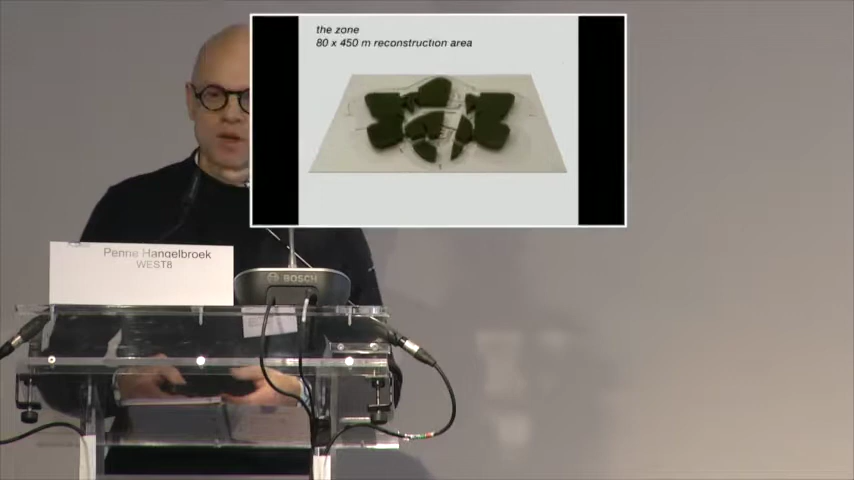 the zone
80 x 450 m reconstruction area
Penne Hangelbroek
WEST8
BOSCH